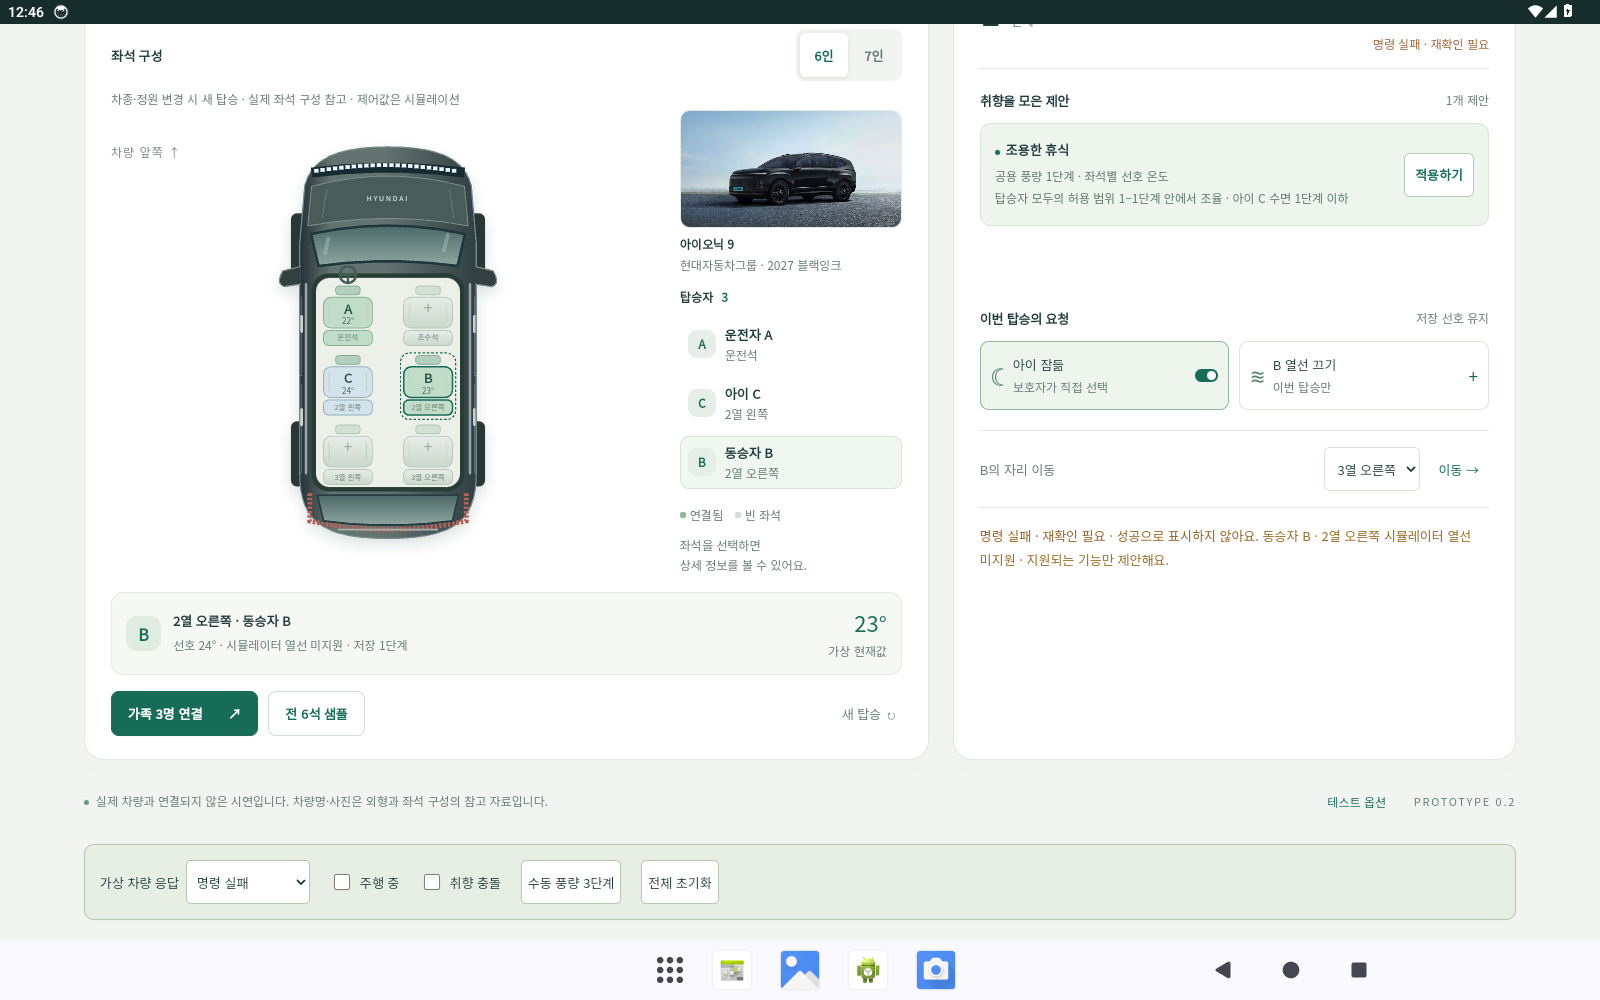 12:46
좌석 구성
6인
7인
차종·정원 변경 시 새 탑승 · 실제 좌석 구성 참고 · 제어값은 시뮬레이션
차량 앞쪽 ↑
HYUNDAI
A
22°
운전석
+
조수석
C
24°
2열 왼쪽
B
23°
2열 오른쪽
+
3열 왼쪽
+
3열 오른쪽
아이오닉 9
현대자동차그룹 · 2027 블랙잉크
탑승자 3
A
운전자 A
운전석
C
아이 C
2열 왼쪽
B
동승자 B
2열 오른쪽
연결됨
빈 좌석
좌석을 선택하면
상세 정보를 볼 수 있어요.
B
2열 오른쪽 · 동승자 B
선호 24° · 시뮬레이터 열선 미지원 · 저장 1단계
23°
가상 현재값
가족 3명 연결 ↗
전 6석 샘플
새 탑승 ↻
명령 실패 · 재확인 필요
취향을 모은 제안
1개 제안
조용한 휴식
공용 풍량 1단계 · 좌석별 선호 온도
탑승자 모두의 허용 범위 1–1단계 안에서 조율 · 아이 C 수면 1단계 이하
적용하기
이번 탑승의 요청
저장 선호 유지
아이 잠듦
보호자가 직접 선택
B 열선 끄기
이번 탑승만
+
B의 자리 이동
3열 오른쪽
이동 →
명령 실패 · 재확인 필요 · 성공으로 표시하지 않아요. 동승자 B · 2열 오른쪽 시뮬레이터 열선
미지원 · 지원되는 기능만 제안해요.
실제 차량과 연결되지 않은 시연입니다. 차량명·사진은 외형과 좌석 구성의 참고 자료입니다.
테스트 옵션
PROTOTYPE 0.2
가상 차량 응답
명령 실패
주행 중
취향 충돌
수동 풍량 3단계
전체 초기화